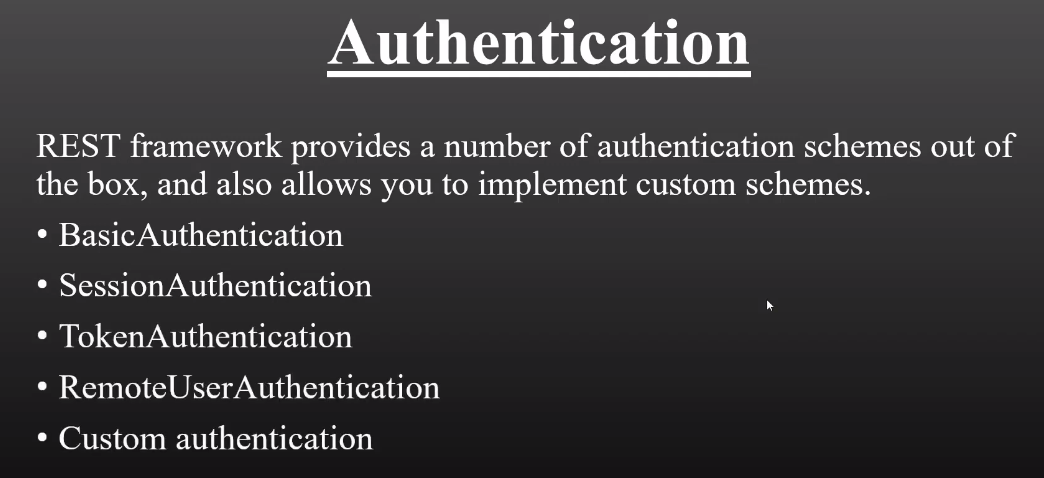 Authentication
REST framework provides a number of authentication schemes out of
the box, and also allows you to implement custom schemes.
• BasicAuthentication
• SessionAuthentication
• TokenAuthentication
• RemoteUserAuthentication
• Custom authentication